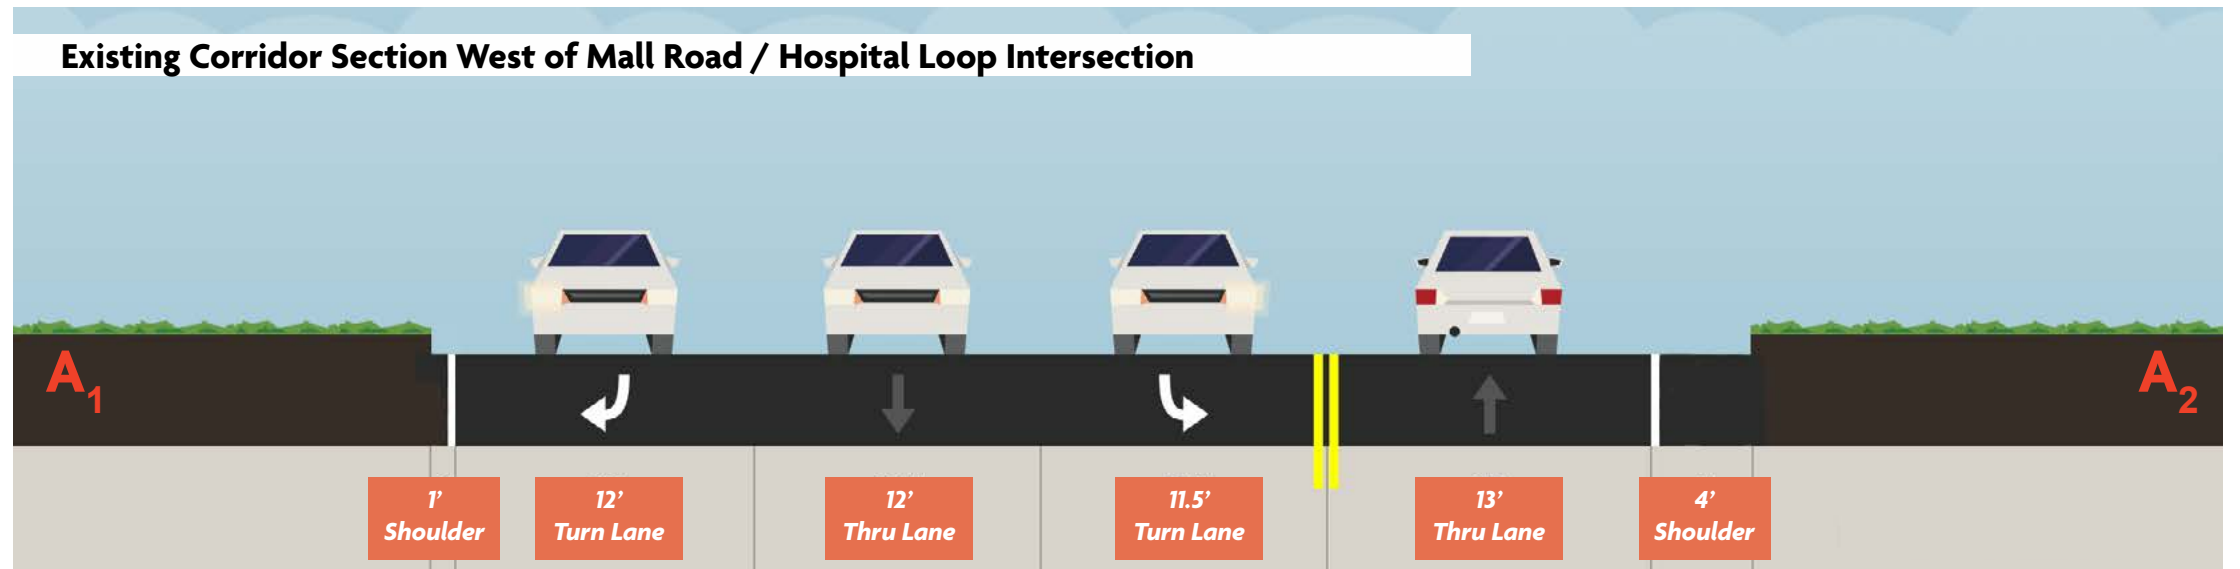 Existing Corridor Section West of Mall Road / Hospital Loop Intersection
A1
A2
1’
Shoulder
12’
Turn Lane
12’
Thru Lane
11.5’
Turn Lane
13’
Thru Lane
4’
Shoulder